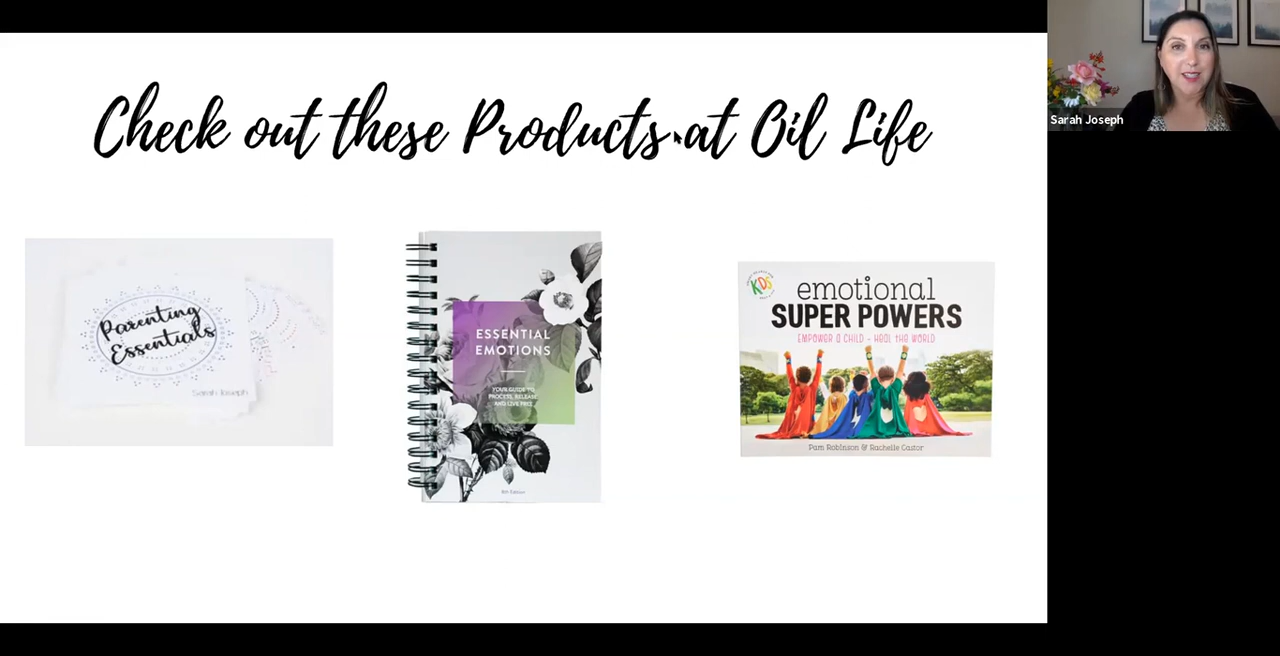 Check out these Products at Oil Life
Sarah Joseph
Parenting
Essentials
Sarah Joseph
ESSENTIAL
EMOTIONS
YOUR GUIDE TO
PROCESS, RELEASE
AND LIVE FREE
KDS
emotional
SUPER POWERS
EMPOWER A CHILD - HEAL THE WORLD
Pam Robinson & Rachelle Castor